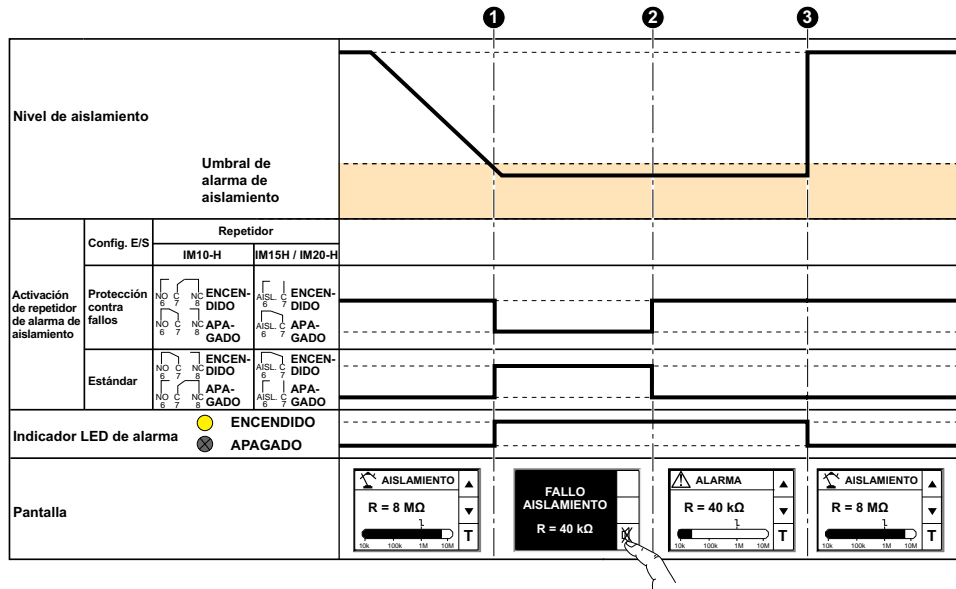 1 2 3
Nivel de aislamiento
Umbral de
alarma de
aislamiento
Activación
de repetidor
de alarma de
aislamiento
Config. E/S
Repetidor
IM10-H
IM15H / IM20-H
Protección
contra
fallos
NO C NC
6 7 8
ENCEN-
DIDO
NO C NC
6 7 8
APA-
GADO
AISL. C
6 7
ENCEN-
DIDO
AISL. C
6 7
APA-
GADO
Estándar
NO C NC
6 7 8
ENCEN-
DIDO
NO C NC
6 7 8
APA-
GADO
AISL. C
6 7
ENCEN-
DIDO
AISL. C
6 7
APA-
GADO
Indicador LED de alarma
ENCENDIDO
APAGADO
Pantalla
AISLAMIENTO
R = 8 MΩ
10k 100k 1M 10M
T
FALLO
AISLAMIENTO
R = 40 kΩ
ALARMA
R = 40 kΩ
10k 100k 1M 10M
T
AISLAMIENTO
R = 8 MΩ
10k 100k 1M 10M
T